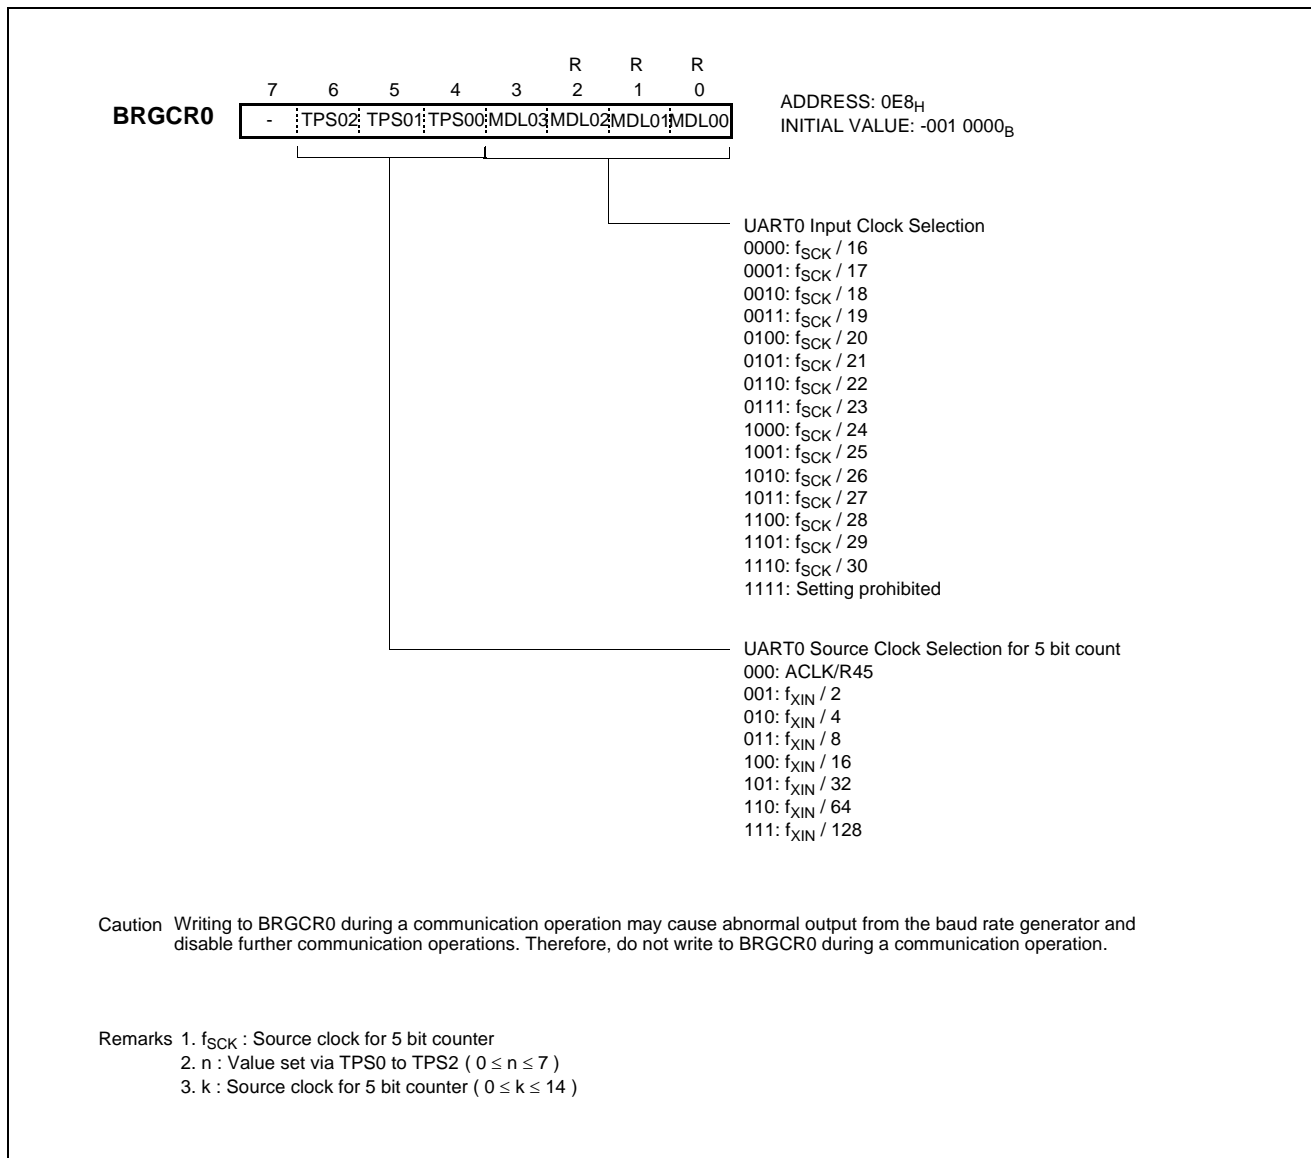 R R R
7 6 5 4 3 2 1 0
BRGCR0 - TPS02 TPS01 TPS00 MDL03 MDL02 MDL01 MDL00
ADDRESS: 0E8H
INITIAL VALUE: -001 0000B
UART0 Input Clock Selection
0000: fSCK / 16
0001: fSCK / 17
0010: fSCK / 18
0011: fSCK / 19
0100: fSCK / 20
0101: fSCK / 21
0110: fSCK / 22
0111: fSCK / 23
1000: fSCK / 24
1001: fSCK / 25
1010: fSCK / 26
1011: fSCK / 27
1100: fSCK / 28
1101: fSCK / 29
1110: fSCK / 30
1111: Setting prohibited
UART0 Source Clock Selection for 5 bit count
000: ACLK/R45
001: fXIN / 2
010: fXIN / 4
011: fXIN / 8
100: fXIN / 16
101: fXIN / 32
110: fXIN / 64
111: fXIN / 128
Caution Writing to BRGCR0 during a communication operation may cause abnormal output from the baud rate generator and
disable further communication operations. Therefore, do not write to BRGCR0 during a communication operation.
Remarks 1. fSCK : Source clock for 5 bit counter
2. n : Value set via TPS0 to TPS2 ( 0 ≤ n ≤ 7 )
3. k : Source clock for 5 bit counter ( 0 ≤ k ≤ 14 )